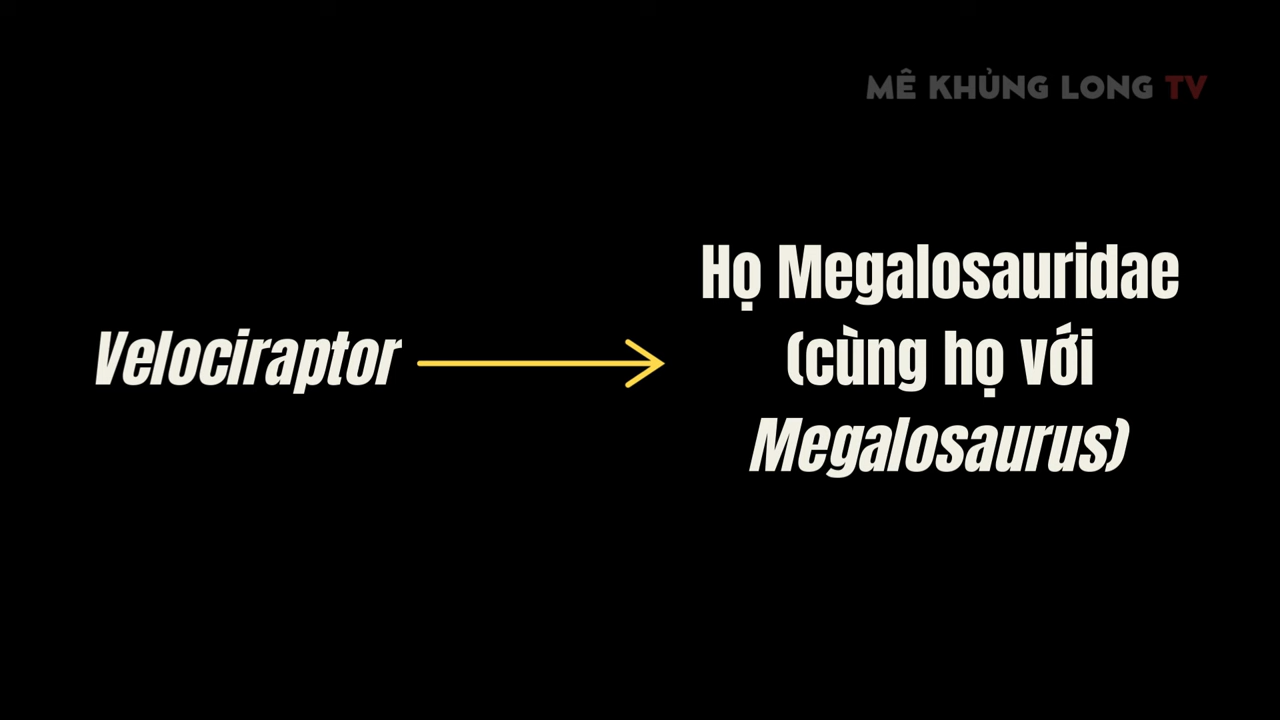 MÊ KHỦNG LONG TV
Họ Megalosauridae
(cùng họ với
Velociraptor
Megalosaurus)